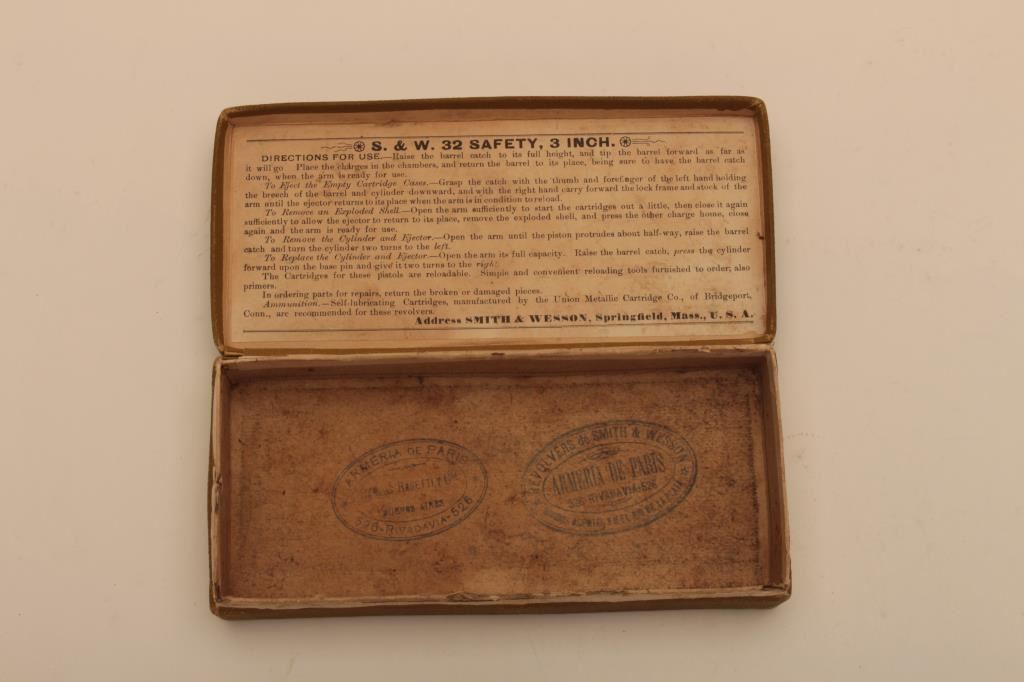 S. & W. 32 SAFETY, 3 INCH.
DIRECTIONS FOR USE.—Raise the barrel catch to its full height, and tip the barrel forward as far as
it will go Place the charges in the chambers, and return the barrel to its place, being sure to have the barrel catch
down, when the arm is ready for use.
To Eject the Empty Cartridge Cases.—Grasp the catch with the thumb and forefinger of the left hand holding
the breech of the barrel and cylinder downward, and with the right hand carry forward the lock frame and stock of the
arm until the ejector returns to its place when the arm is in condition to reload.
To Remove an Exploded Shell.—Open the arm sufficiently to start the cartridges out a little, then close it again
sufficiently to allow the ejector to return to its place, remove the exploded shell, and press the other charge home, close
again and the arm is ready for use.
To Remove the Cylinder and Ejector.—Open the arm until the piston protrudes about half-way, raise the barrel
catch and turn the cylinder two turns to the left.
To Replace the Cylinder and Ejector.—Open the arm its full capacity. Raise the barrel catch, press the cylinder
forward upon the base pin and give it two turns to the right.
The Cartridges for these pistols are reloadable. Simple and convenient reloading tools furnished to order; also
primers.
In ordering parts for repairs, return the broken or damaged pieces.
Ammunition.—Self-lubricating Cartridges, manufactured by the Union Metallic Cartridge Co., of Bridgeport,
Conn., are recommended for these revolvers.
Address SMITH & WESSON, Springfield, Mass., U. S. A.
ARMERIA DE PARIS
BUENOS AIRES
526-RIVADAVIA-526
REVOLVERS de SMITH & WESSON
ARMERIA DE PARIS
526-RIVADAVIA-526